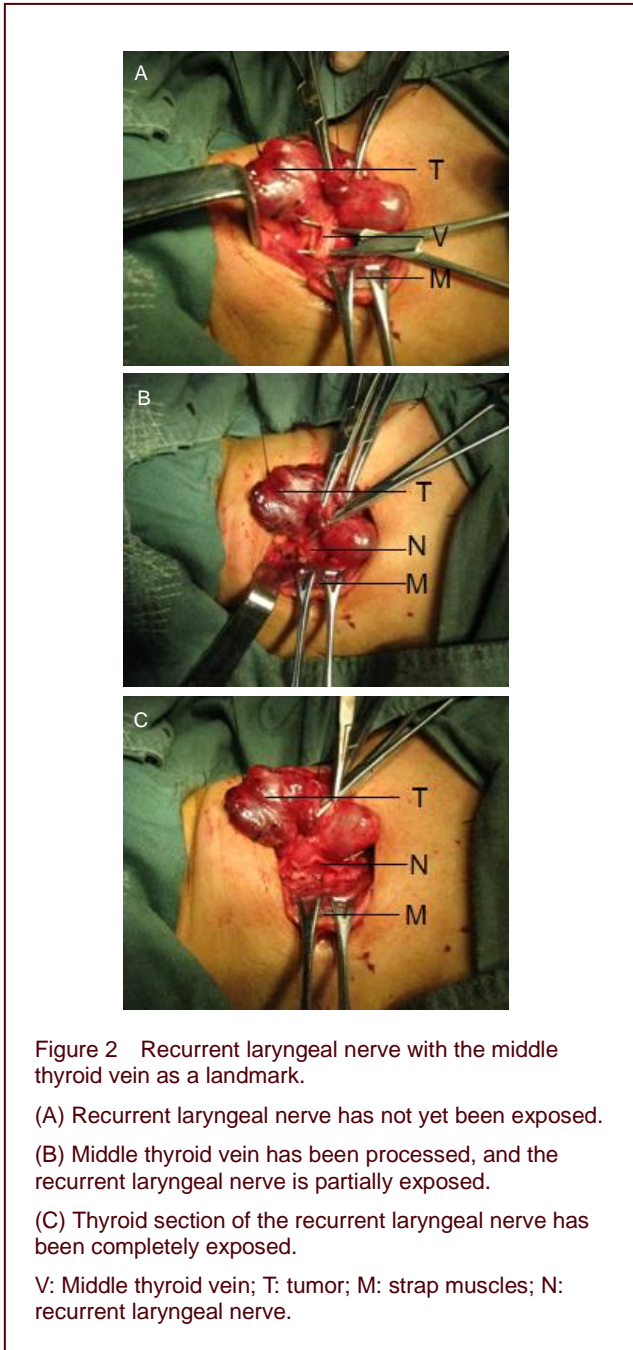 A
T
V
M
B
T
N
M
C
T
N
M
Figure 2 Recurrent laryngeal nerve with the middle
thyroid vein as a landmark.
(A) Recurrent laryngeal nerve has not yet been exposed.
(B) Middle thyroid vein has been processed, and the
recurrent laryngeal nerve is partially exposed.
(C) Thyroid section of the recurrent laryngeal nerve has
been completely exposed.
V: Middle thyroid vein; T: tumor; M: strap muscles; N:
recurrent laryngeal nerve.